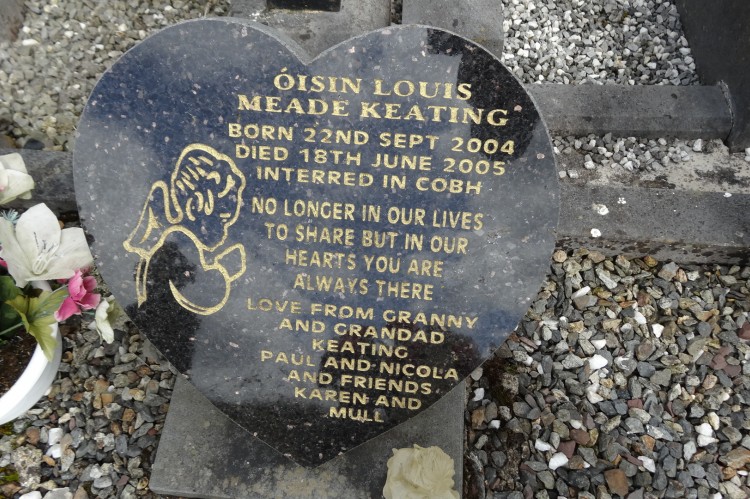 ÓISIN LOUIS
MEADE KEATING
BORN 22ND SEPT 2004
DIED 18TH JUNE 2005
INTERRED IN COBH
NO LONGER IN OUR LIVES
TO SHARE BUT IN OUR
HEARTS YOU ARE
ALWAYS THERE
LOVE FROM GRANNY
AND GRANDAD
KEATING
PAUL AND NICOLA
AND FRIENDS.
KAREN AND
MULL